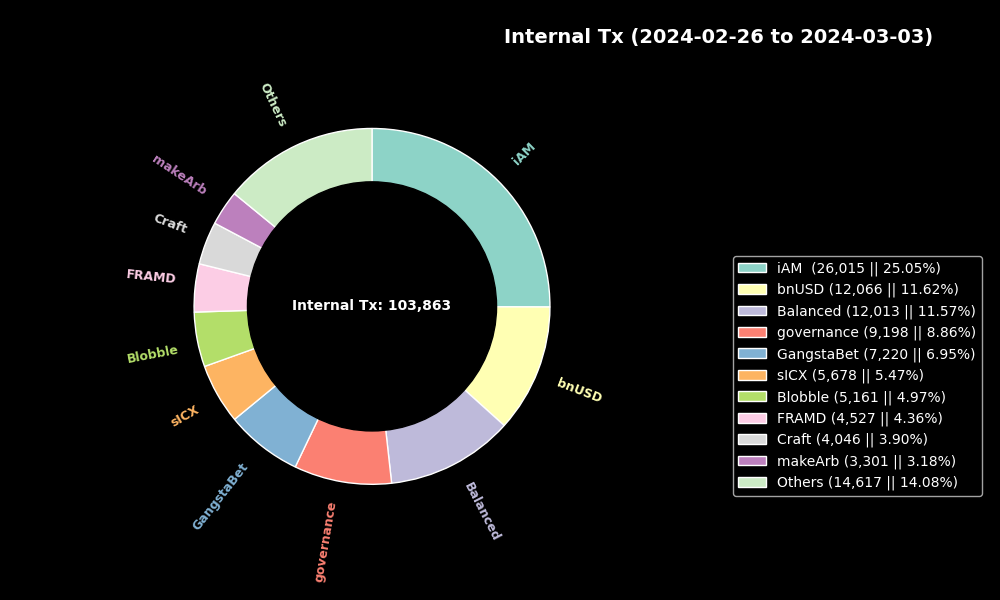 Internal Tx (2024-02-26 to 2024-03-03)
Others
iAM
makeArb
Craft
FRAMD
Blobble
sICX
GangstaBet
governance
Balanced
bnUSD
Internal Tx: 103,863
iAM  (26,015 || 25.05%)
bnUSD (12,066 || 11.62%)
Balanced (12,013 || 11.57%)
governance (9,198 || 8.86%)
GangstaBet (7,220 || 6.95%)
sICX (5,678 || 5.47%)
Blobble (5,161 || 4.97%)
FRAMD (4,527 || 4.36%)
Craft (4,046 || 3.90%)
makeArb (3,301 || 3.18%)
Others (14,617 || 14.08%)